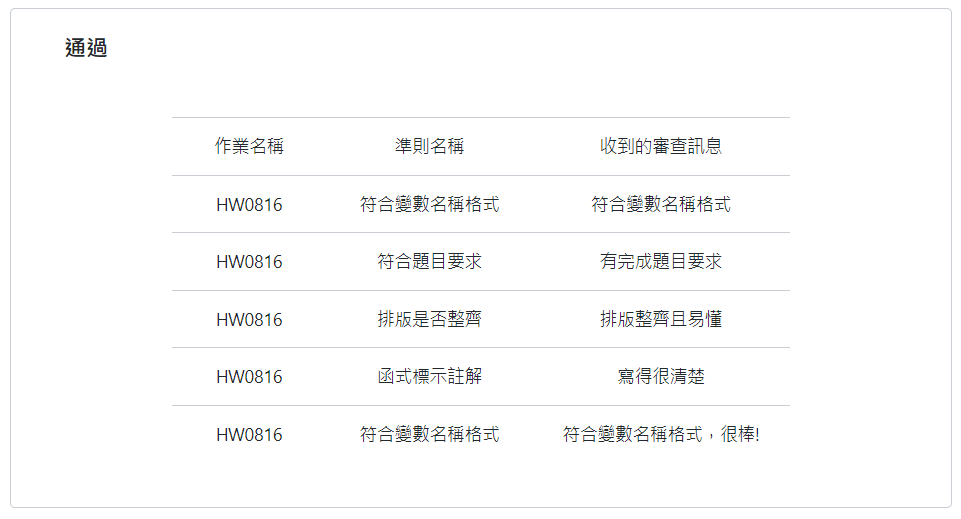 通過
作業名稱 準則名稱 收到的審查訊息
HW0816 符合變數名稱格式 符合變數名稱格式
HW0816 符合題目要求 有完成題目要求
HW0816 排版是否整齊 排版整齊且易懂
HW0816 函式標示註解 寫得很清楚
HW0816 符合變數名稱格式 符合變數名稱格式，很棒!